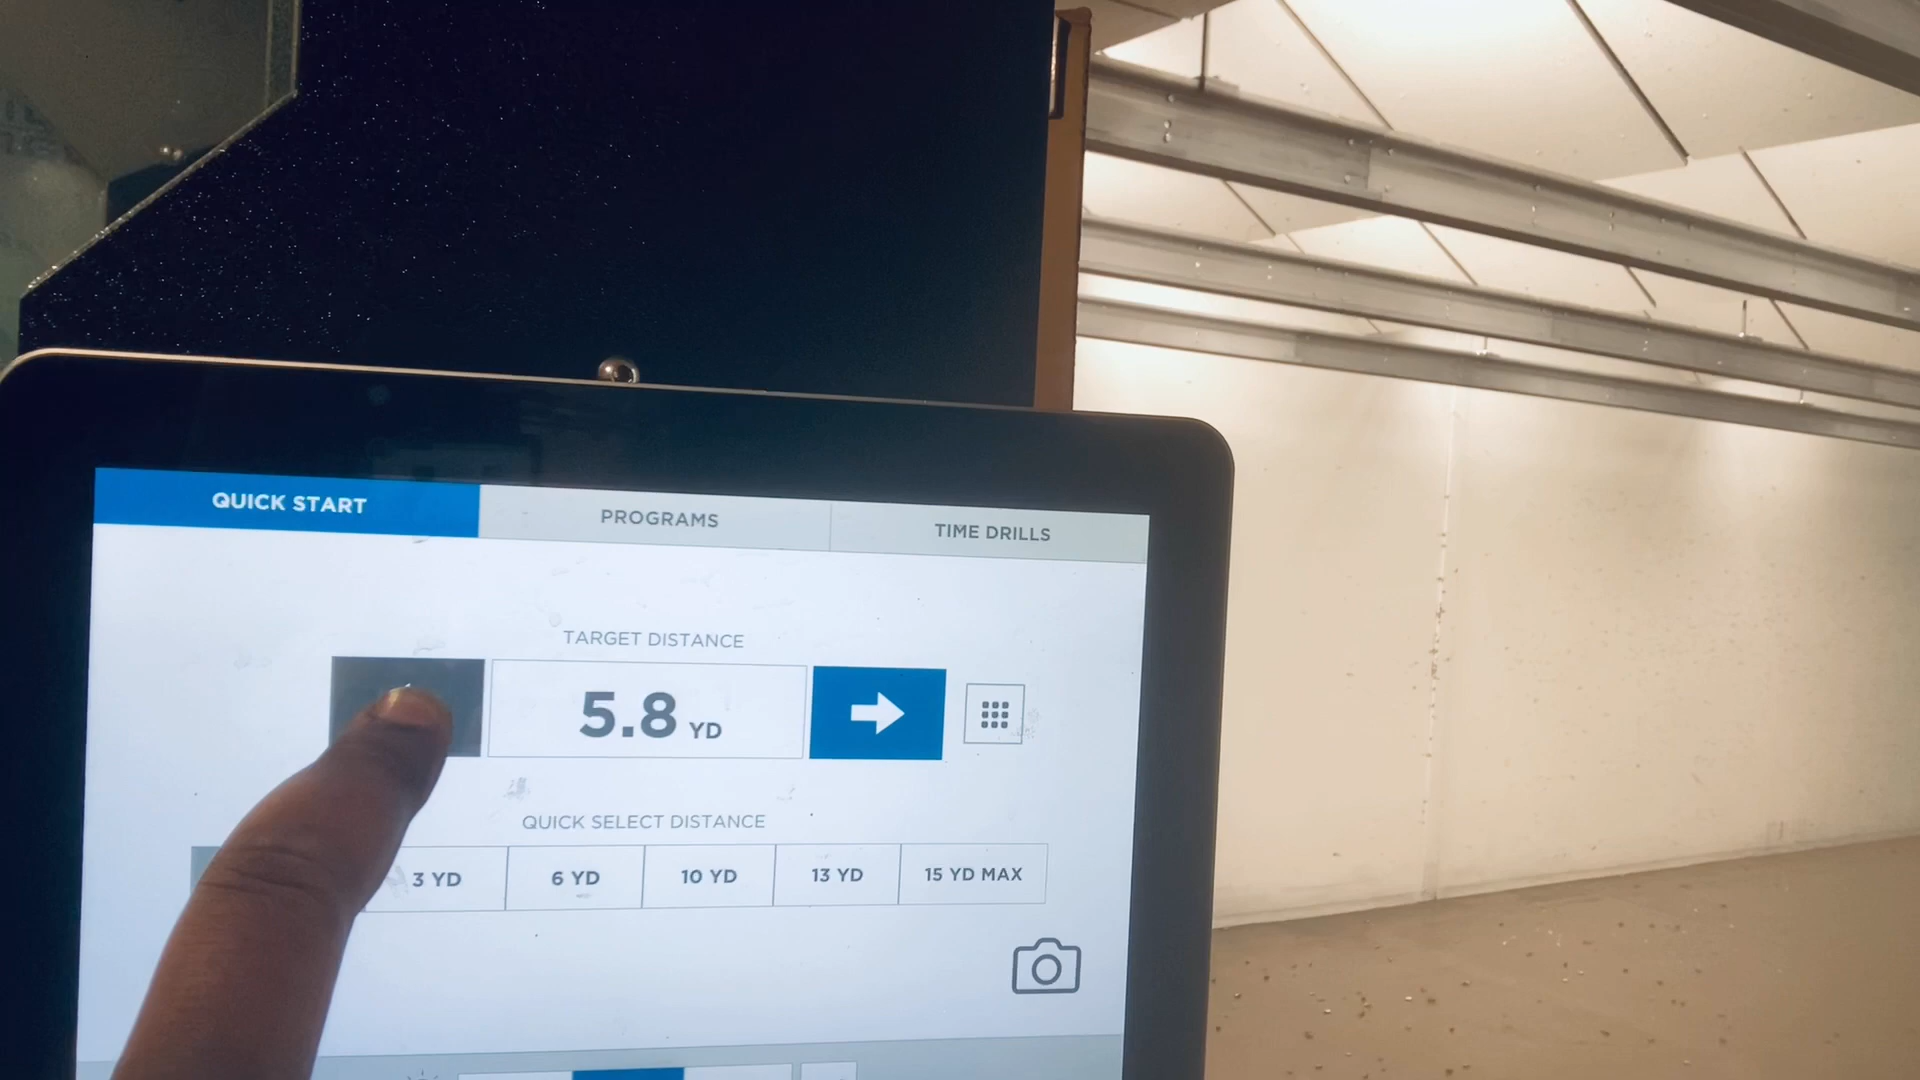 QUICK START
PROGRAMS
TIME DRILLS
TARGET DISTANCE
5.8 YD
QUICK SELECT DISTANCE
3 YD
6 YD
10 YD
13 YD
15 YD MAX